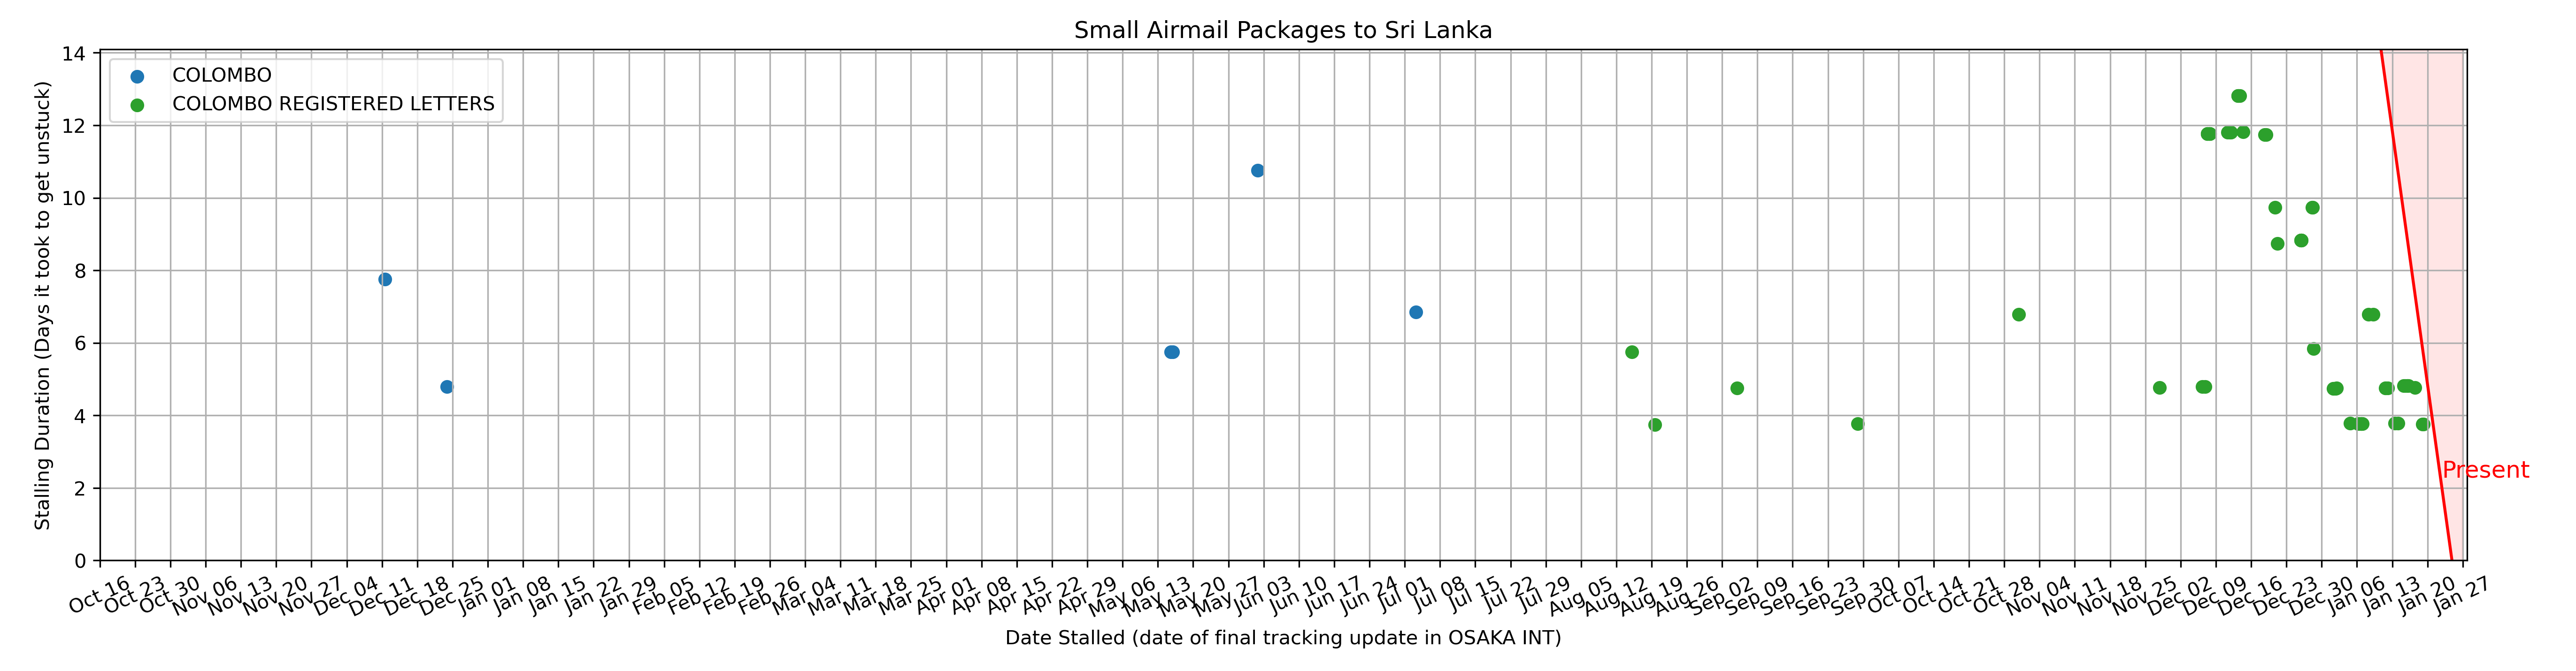 Small Airmail Packages to Sri Lanka
COLOMBO
COLOMBO REGISTERED LETTERS
Stalling Duration (Days it took to get unstuck)
14
12
10
8
6
4
2
0
Present
Oct 16 Oct 23 Oct 30 Nov 06 Nov 13 Nov 20 Nov 27 Dec 04 Dec 11 Dec 18 Dec 25 Jan 01 Jan 08 Jan 15 Jan 22 Jan 29 Feb 05 Feb 12 Feb 19 Feb 26 Mar 04 Mar 11 Mar 18 Mar 25 Apr 01 Apr 08 Apr 15 Apr 22 Apr 29 May 06 May 13 May 20 May 27 Jun 03 Jun 10 Jun 17 Jun 24 Jul 01 Jul 08 Jul 15 Jul 22 Jul 29 Aug 05 Aug 12 Aug 19 Aug 26 Sep 02 Sep 09 Sep 16 Sep 23 Sep 30 Oct 07 Oct 14 Oct 21 Oct 28 Nov 04 Nov 11 Nov 18 Nov 25 Dec 02 Dec 09 Dec 16 Dec 23 Dec 30 Jan 06 Jan 13 Jan 20 Jan 27
Date Stalled (date of final tracking update in OSAKA INT)